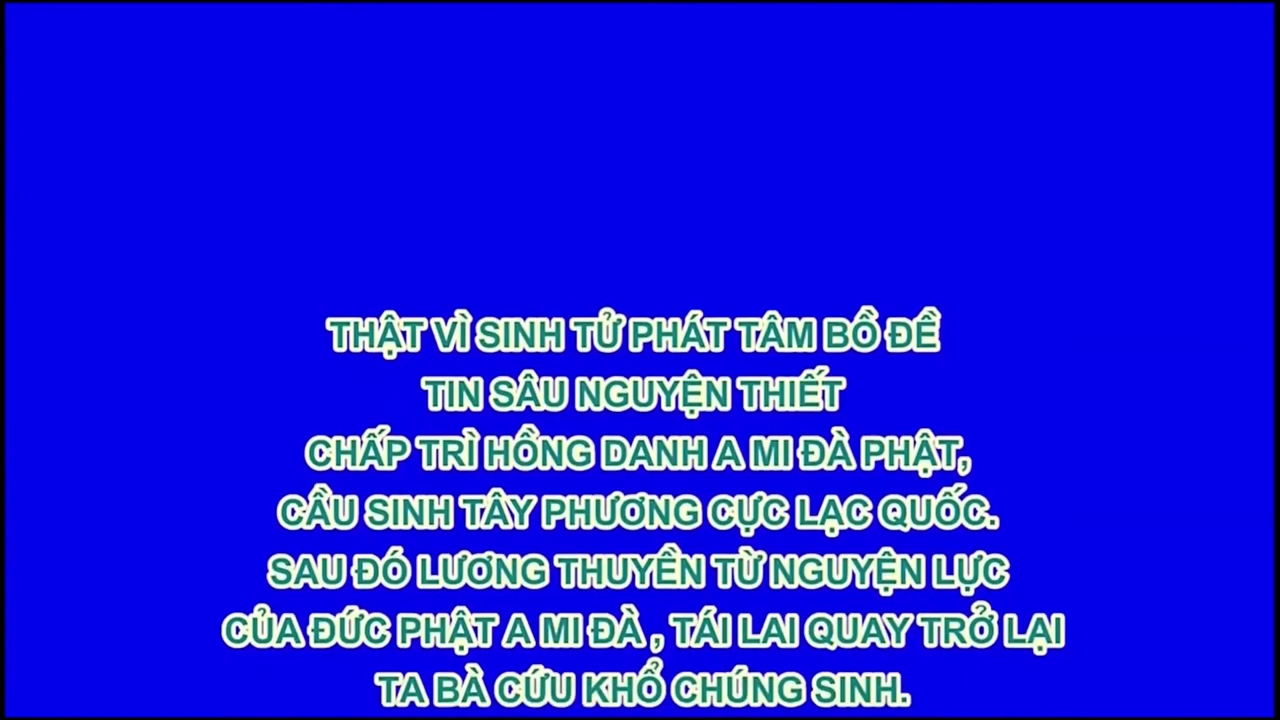 THẬT VÌ SINH TỬ PHÁT TÂM BỒ ĐỀ
TIN SÂU NGUYỆN THIẾT
CHẤP TRÌ HỒNG DANH A MI ĐÀ PHẬT,
CẦU SINH TÂY PHƯƠNG CỰC LẠC QUỐC.
SAU ĐÓ LƯƠNG THUYỀN TỪ NGUYỆN LỰC
CỦA ĐỨC PHẬT A MI ĐÀ , TÁI LAI QUAY TRỞ LẠI
TA BÀ CỨU KHỔ CHÚNG SINH.